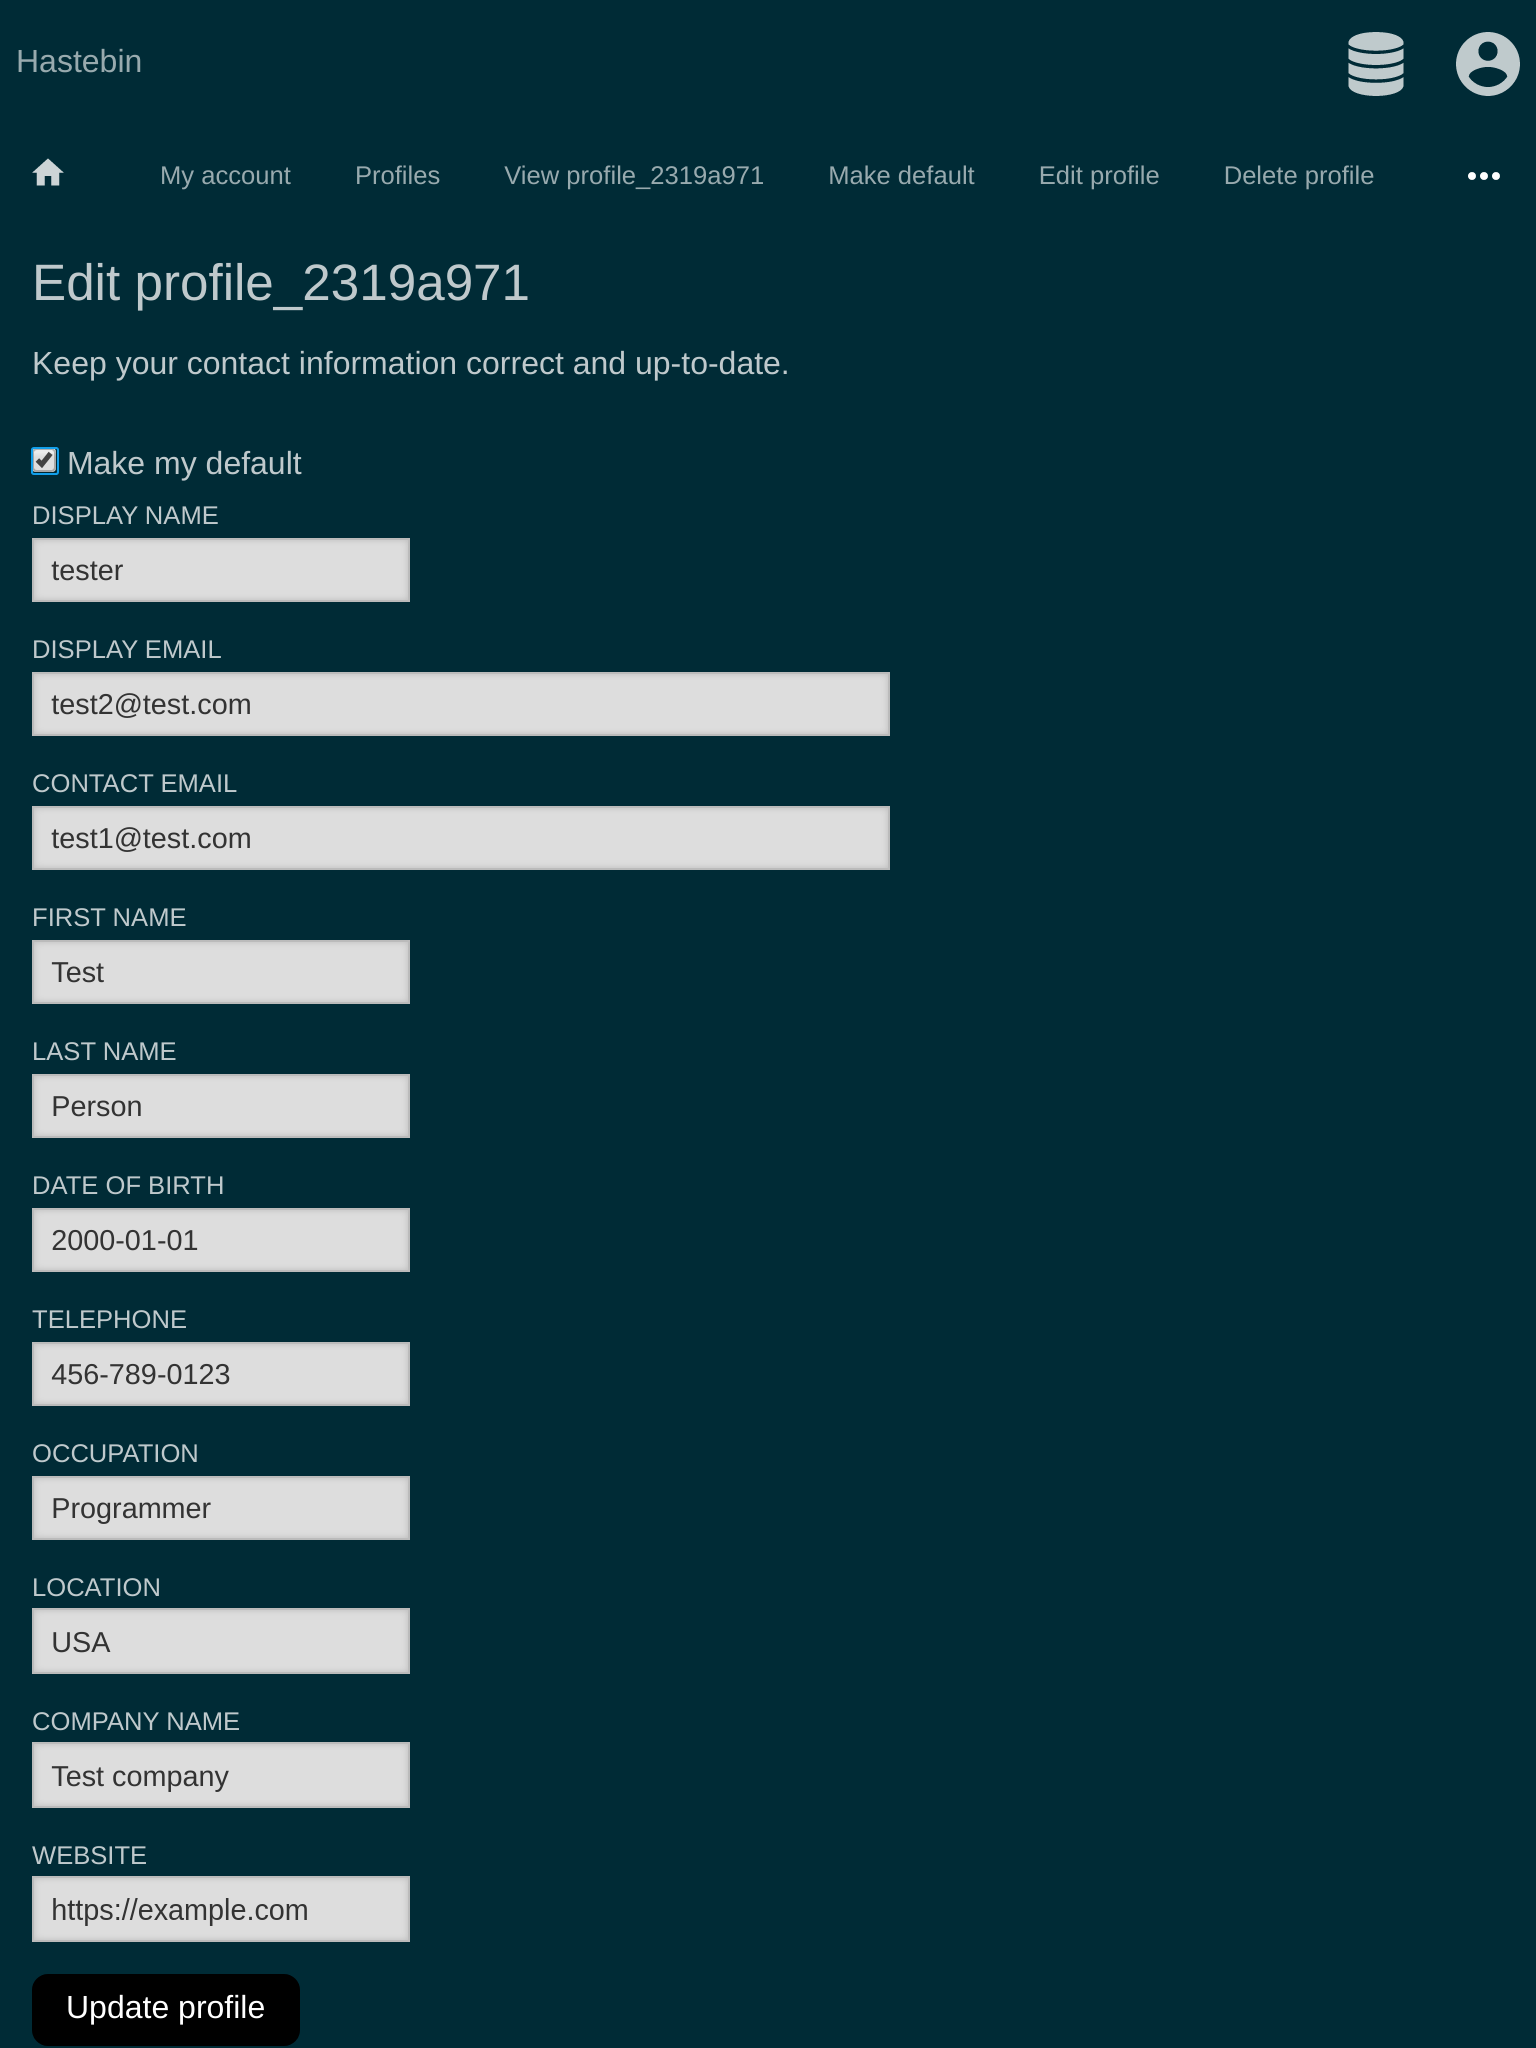 Hastebin
My account Profiles View profile_2319a971 Make default Edit profile Delete profile
Edit profile_2319a971
Keep your contact information correct and up-to-date.
Make my default
DISPLAY NAME
tester
DISPLAY EMAIL
test2@test.com
CONTACT EMAIL
test1@test.com
FIRST NAME
Test
LAST NAME
Person
DATE OF BIRTH
2000-01-01
TELEPHONE
456-789-0123
OCCUPATION
Programmer
LOCATION
USA
COMPANY NAME
Test company
WEBSITE
https://example.com
Update profile